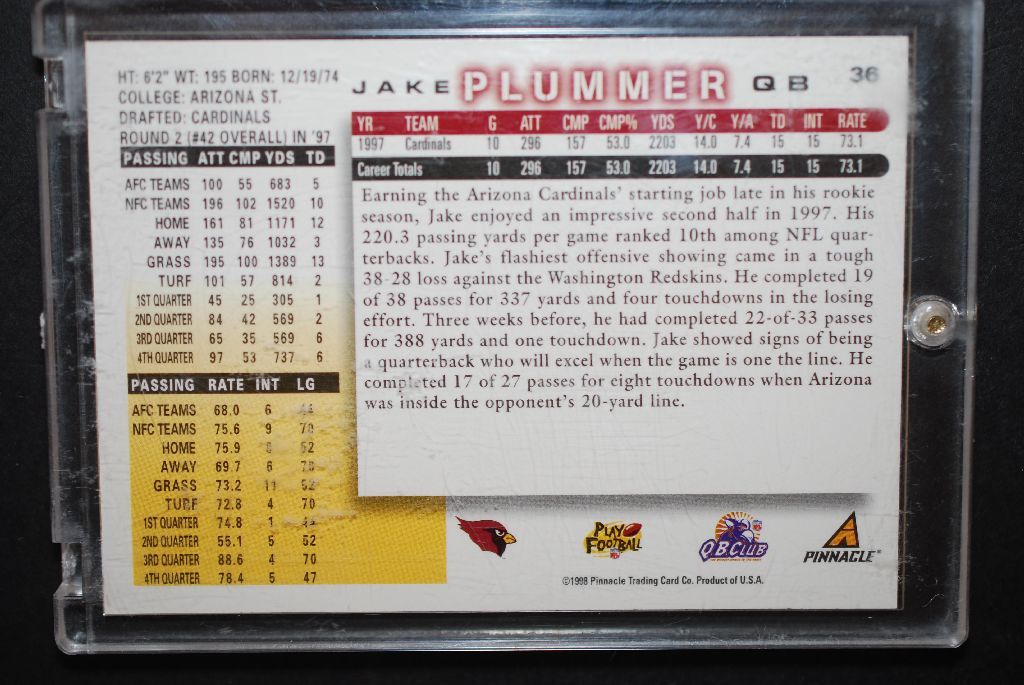 HT: 6'2" WT: 195 BORN: 12/19/74
COLLEGE: ARIZONA ST.
DRAFTED: CARDINALS
ROUND 2 (#42 OVERALL) IN '97
JAKE PLUMMER QB
36
PASSING ATT CMP YDS TD
AFC TEAMS 100 55 683 5
NFC TEAMS 196 102 1520 10
HOME 161 81 1171 12
AWAY 135 76 1032 3
GRASS 195 100 1389 13
TURF 101 57 814 2
1ST QUARTER 45 25 305 1
2ND QUARTER 84 42 569 2
3RD QUARTER 65 35 569 6
4TH QUARTER 97 53 737 6
PASSING RATE INT LG
AFC TEAMS 68.0 6
NFC TEAMS 75.6 9 70
HOME 75.9 52
AWAY 69.7 6 70
GRASS 73.2 11 52
TURF 72.8 4 70
1ST QUARTER 74.8 1
2ND QUARTER 55.1 5 52
3RD QUARTER 88.6 4 70
4TH QUARTER 78.4 5 47
YR TEAM G ATT CMP CMP% YDS Y/C Y/A TD INT RATE
1997 Cardinals 10 296 157 53.0 2203 14.0 7.4 15 15 73.1
Career Totals 10 296 157 53.0 2203 14.0 7.4 15 15 73.1
Earning the Arizona Cardinals' starting job late in his rookie
season, Jake enjoyed an impressive second half in 1997. His
220.3 passing yards per game ranked 10th among NFL quar-
terbacks. Jake's flashiest offensive showing came in a tough
38-28 loss against the Washington Redskins. He completed 19
of 38 passes for 337 yards and four touchdowns in the losing
effort. Three weeks before, he had completed 22-of-33 passes
for 388 yards and one touchdown. Jake showed signs of being
a quarterback who will excel when the game is one the line. He
completed 17 of 27 passes for eight touchdowns when Arizona
was inside the opponent's 20-yard line.
PLAY
FOOTBALL
QB CLUB
PINNACLE
©1998 Pinnacle Trading Card Co. Product of U.S.A.